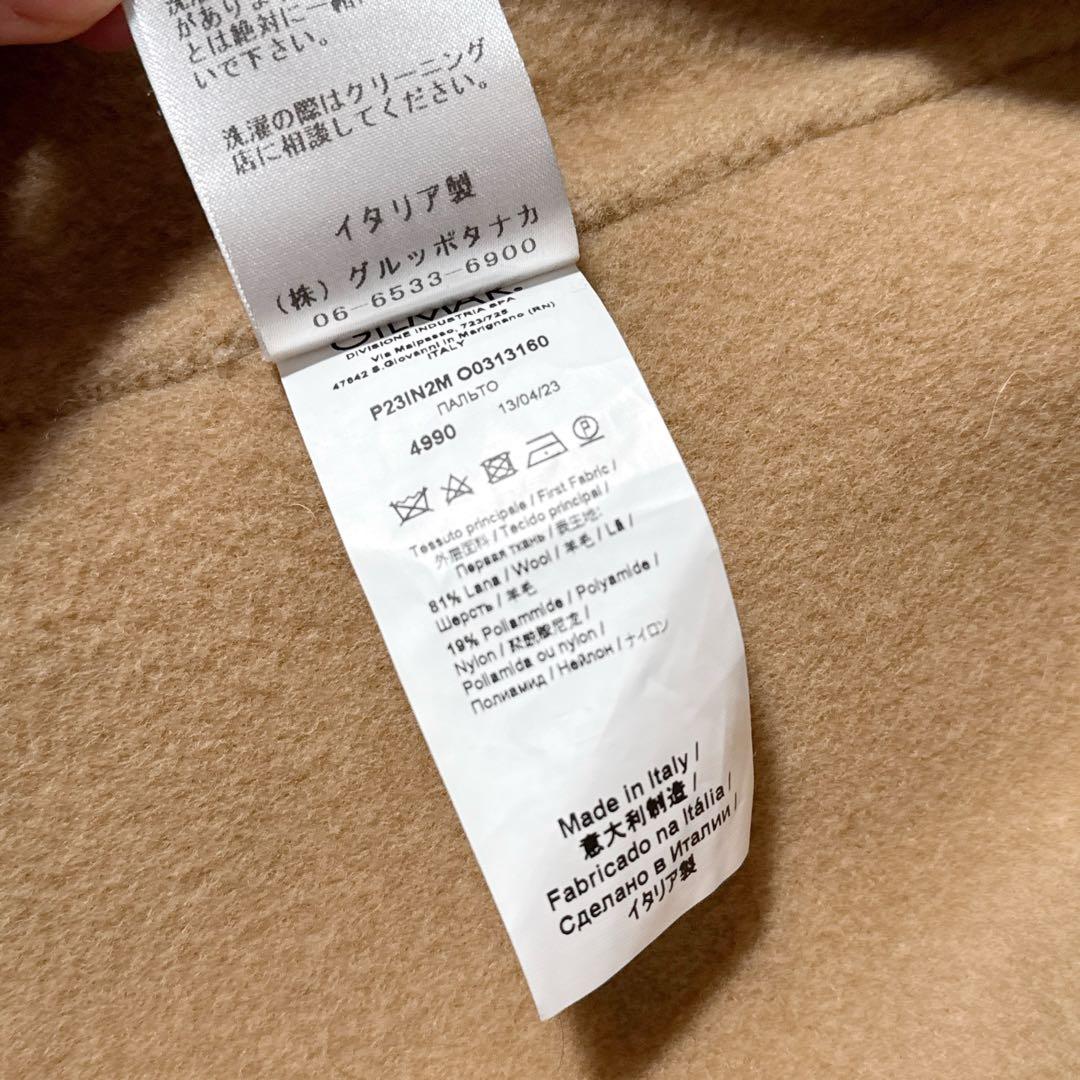 がありま
とは絶対に一緒
いで下さい。
洗濯の際はクリーニング
店に相談してください。
イタリア製
(株) グルッポタナカ
06-6533-6900
GILMAR.
DIVISIONE INDUSTRIA SPA
Via Malpasso, 723/725
47842 S.Giovanni in Marignano (RN)
ITALY
P23IN2M O0313160
ПАЛЬТО
4990 13/04/23
P
Tessuto principale / First Fabric /
外层面料 / Tecido principal /
Первая ткань / 表生地:
81% Lana / Wool / 羊毛 / Lã /
Шерсть / 羊毛
19% Poliammide / Polyamide /
Nylon / 聚酰胺尼龙 /
Poliamida ou nylon /
Полиамид / Нейлон / ナイロン
Made in Italy /
意大利制造 /
Fabricado na Itália /
Сделано в Италии /
イタリア製